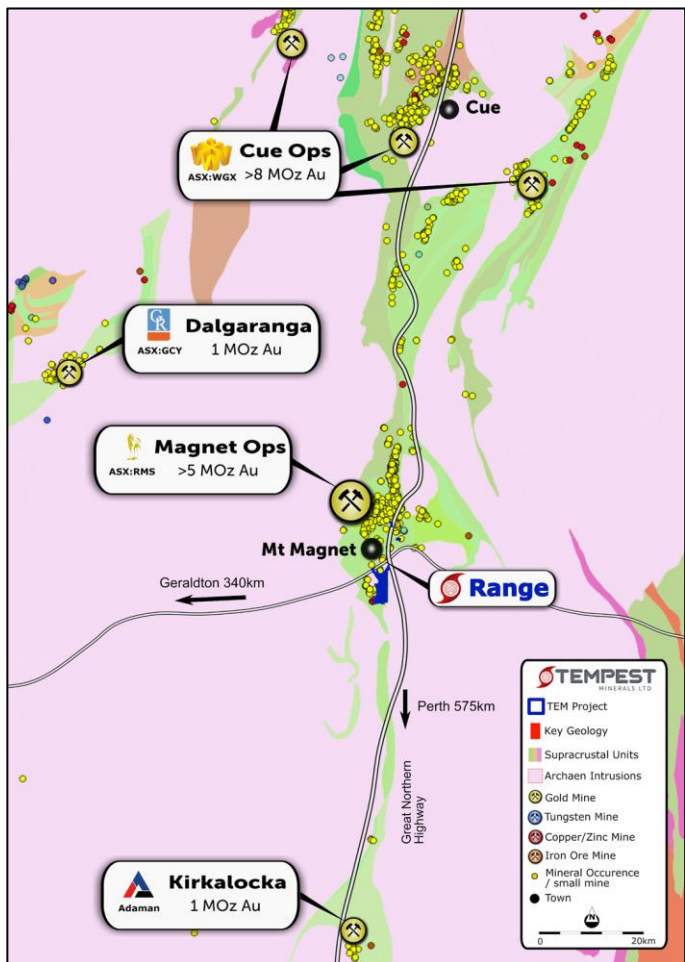 Cue
Cue Ops
ASX:WGX >8 MOz Au
GR
Dalgaranga
ASX:GCY 1 MOz Au
Magnet Ops
ASX:RMS >5 MOz Au
Mt Magnet
Geraldton 340km
Range
Perth 575km
Great Northern
Highway
Kirkalocka
Adaman 1 MOz Au
TEMPEST
MINERALS LTD
TEM Project
Key Geology
Supracrustal Units
Archaen Intrusions
Gold Mine
Tungsten Mine
Copper/Zinc Mine
Iron Ore Mine
Mineral Occurence
/ small mine
Town
N
0 20km